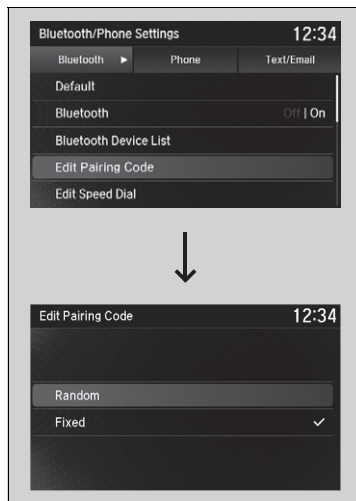 Bluetooth/Phone Settings 12:34
Bluetooth ► Phone Text/Email
Default
Bluetooth Off | On
Bluetooth Device List
Edit Pairing Code
Edit Speed Dial
Edit Pairing Code 12:34
Random
Fixed ✓